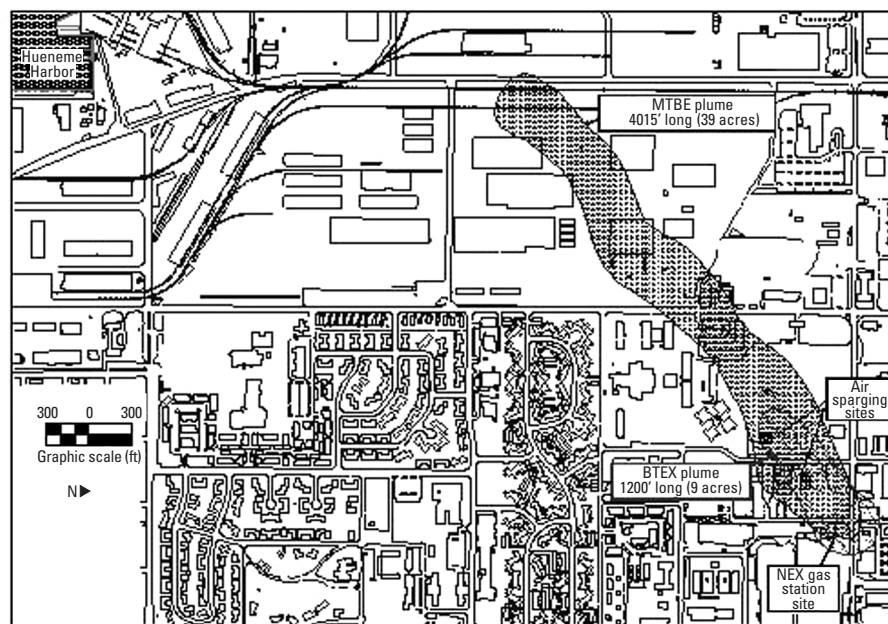 Hueneme
Harbor
MTBE plume
4015' long (39 acres)
Air
sparging
sites
300 0 300
Graphic scale (ft)
N▶
BTEX plume
1200' long (9 acres)
NEX gas
station
site